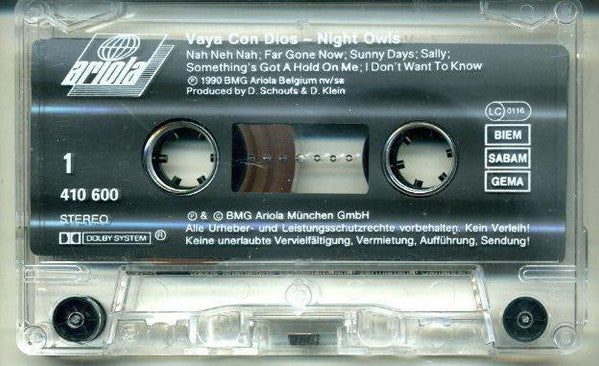 Vaya Con Dios – Night Owls
ariola
Nah Neh Nah; Far Gone Now; Sunny Days; Sally;
Something's Got A Hold On Me; I Don't Want To Know
℗ 1990 BMG Ariola Belgium nv/sa
Produced by D. Schoufs & D. Klein
LC 0116
BIEM
SABAM
GEMA
1
410 600
STEREO
DOLBY SYSTEM ®
℗ & © BMG Ariola München GmbH
Alle Urheber- und Leistungsschutzrechte vorbehalten. Kein Verleih!
Keine unerlaubte Vervielfältigung, Vermietung, Aufführung, Sendung!